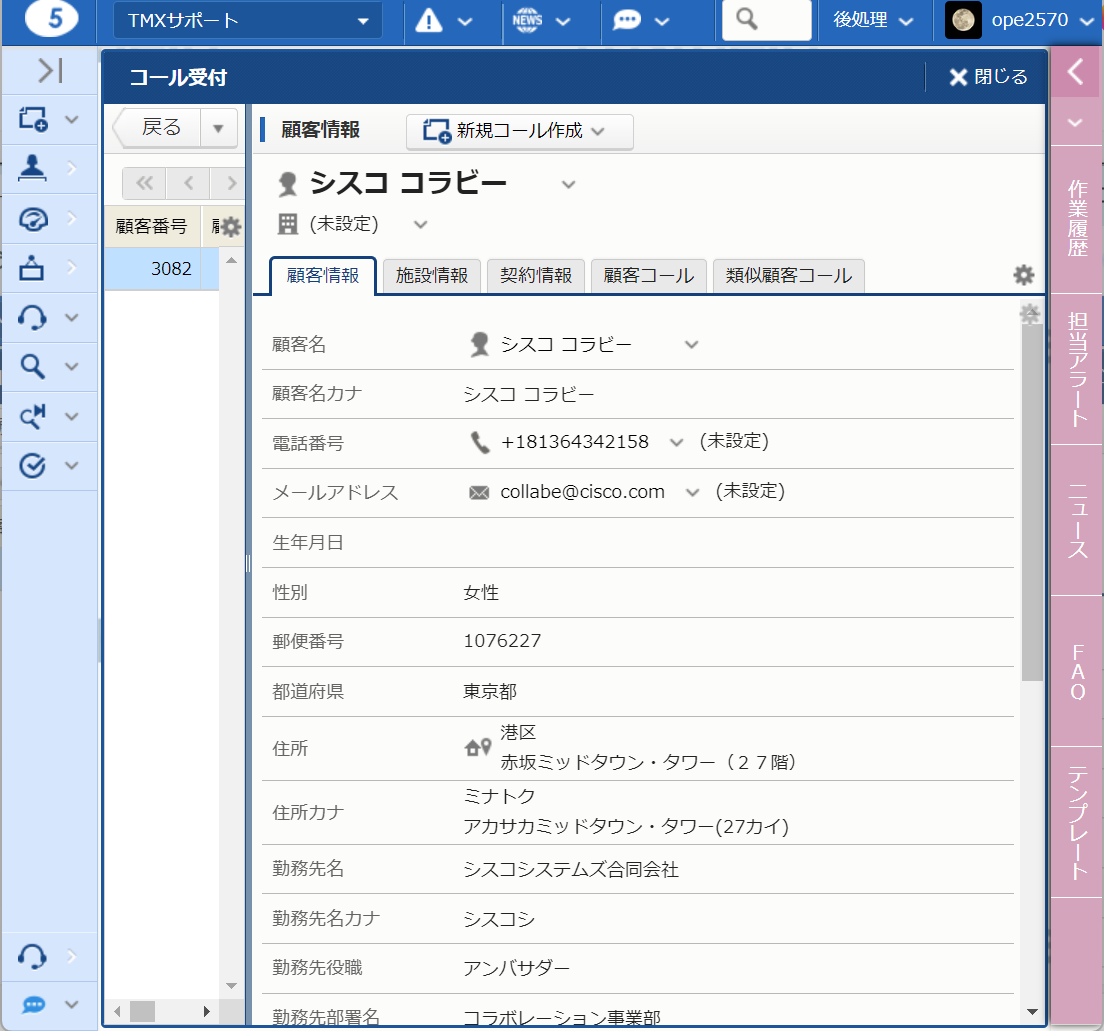 5 TMXサポート NEWS 後処理 ope2570
コール受付 閉じる
戻る 顧客情報 新規コール作成
シスコ コラビー
(未設定)
顧客番号 顧
3082
顧客情報 施設情報 契約情報 顧客コール 類似顧客コール
顧客名 シスコ コラビー
顧客名カナ シスコ コラビー
電話番号 +181364342158 (未設定)
メールアドレス collabe@cisco.com (未設定)
生年月日
性別 女性
郵便番号 1076227
都道府県 東京都
住所 港区
赤坂ミッドタウン・タワー（２７階）
住所カナ ミナトク
アカサカミッドタウン・タワー(27カイ)
勤務先名 シスコシステムズ合同会社
勤務先名カナ シスコシ
勤務先役職 アンバサダー
勤務先部署名 コラボレーション事業部
作業履歴
担当アラート
ニュース
FAQ
テンプレート